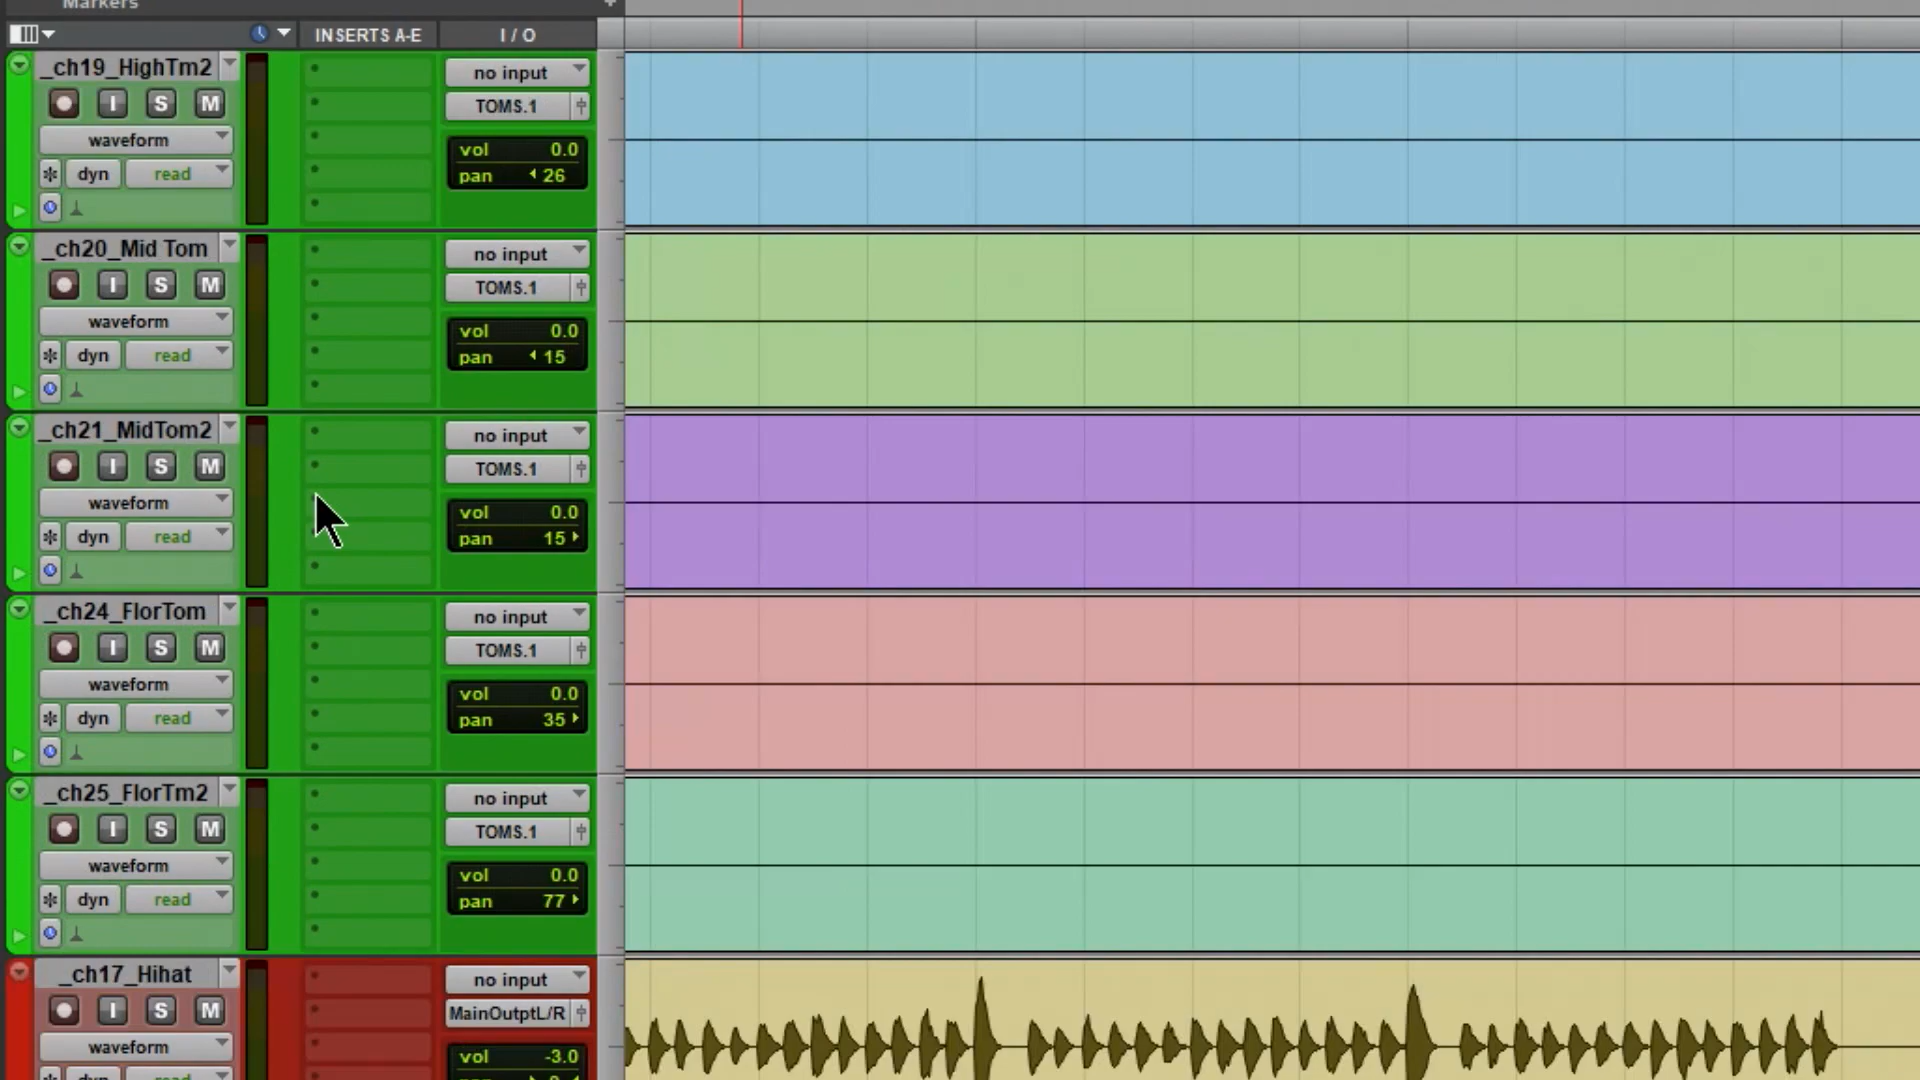 Markers
INSERTS A-E I / O
_ch19_HighTm2 no input
I S M TOMS.1
waveform vol 0.0
dyn read pan 26
_ch20_Mid Tom no input
I S M TOMS.1
waveform vol 0.0
dyn read pan 15
_ch21_MidTom2 no input
I S M TOMS.1
waveform vol 0.0
dyn read pan 15
_ch24_FlorTom no input
I S M TOMS.1
waveform vol 0.0
dyn read pan 35
_ch25_FlorTm2 no input
I S M TOMS.1
waveform vol 0.0
dyn read pan 77
_ch17_Hihat no input
I S M MainOutptL/R
waveform vol -3.0